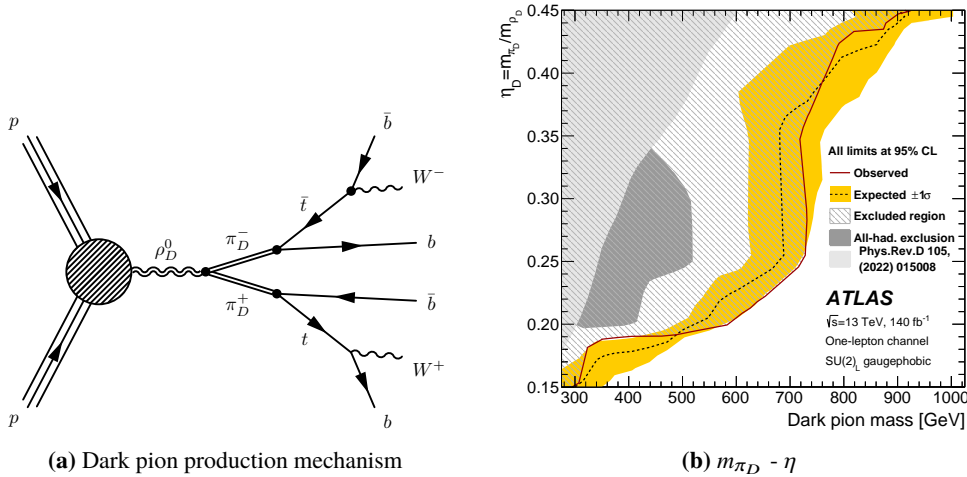 p
p
ρ_D^0
π_D^-
π_D^+
t̄
t
b̄
W^-
b
b̄
W^+
b
(a) Dark pion production mechanism
η_D=m_{π_D}/m_{ρ_D}
0.45
0.4
0.35
0.3
0.25
0.2
0.15
300 400 500 600 700 800 900 1000
Dark pion mass [GeV]
All limits at 95% CL
Observed
Expected ±1σ
Excluded region
All-had. exclusion
Phys.Rev.D 105,
(2022) 015008
ATLAS
√s=13 TeV, 140 fb⁻¹
One-lepton channel
SU(2)_L gaugephobic
(b) m_{π_D} - η